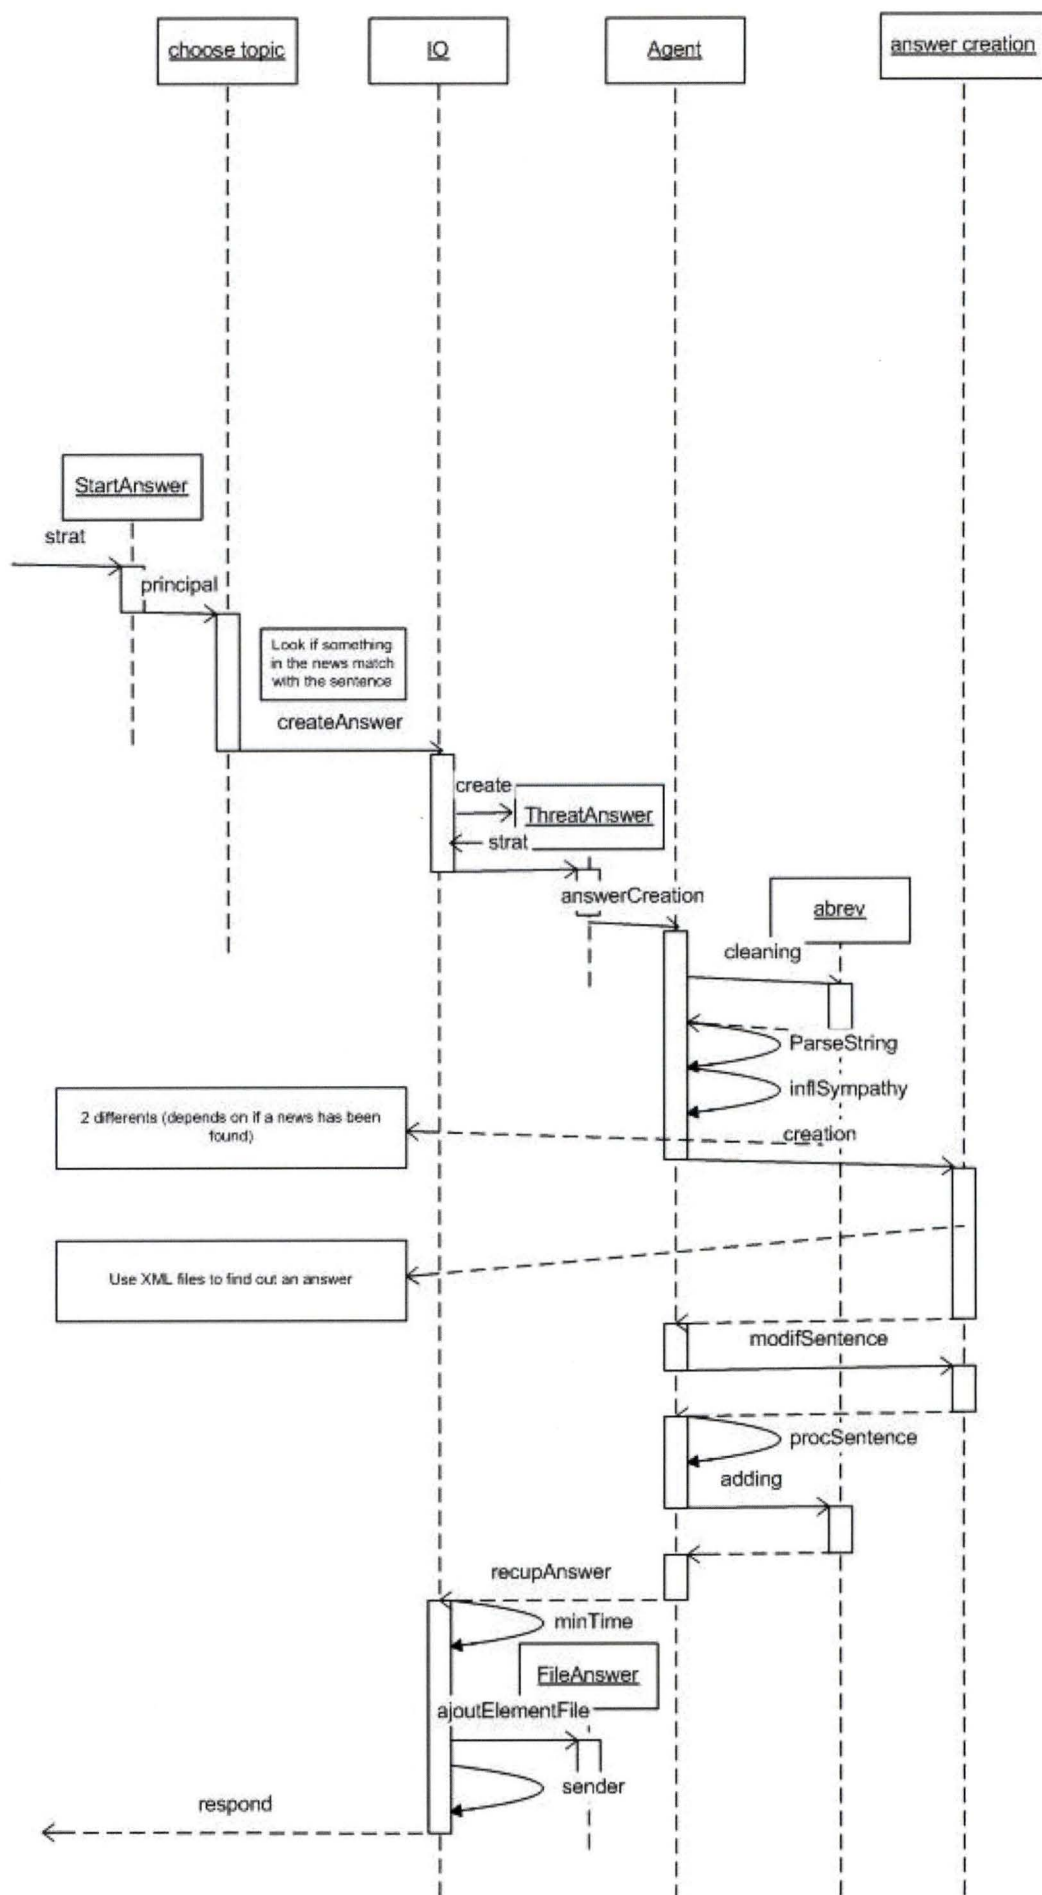 choose topic
IO
Agent
answer creation
StartAnswer
strat
principal
Look if something
in the news match
with the sentence
createAnswer
create
ThreatAnswer
strat
answerCreation
abrev
cleaning
ParseString
inflSympathy
2 differents (depends on if a news has been
found)
creation
Use XML files to find out an answer
modifSentence
procSentence
adding
recupAnswer
minTime
FileAnswer
ajoutElementFile
sender
respond